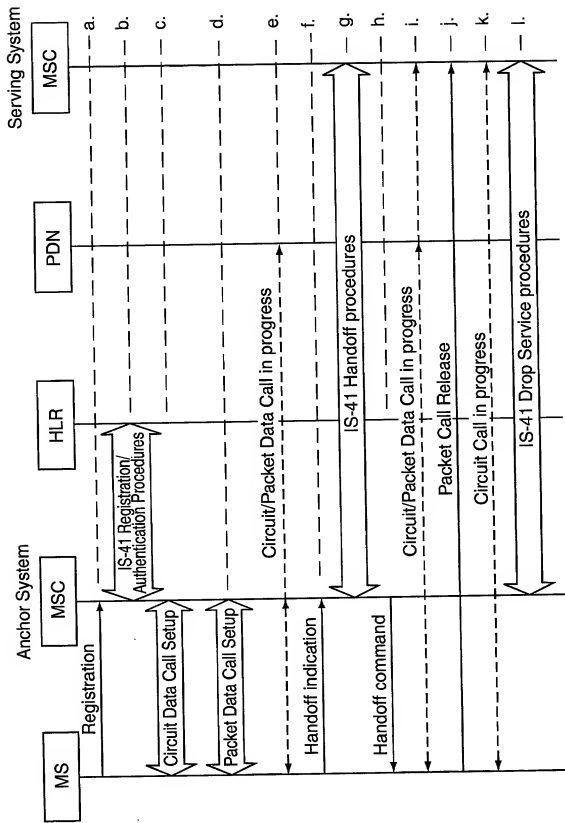 Anchor System
Serving System
MS
MSC
HLR
PDN
MSC
Registration
a.
IS-41 Registration/
Authentication Procedures
b.
Circuit Data Call Setup
c.
Packet Data Call Setup
d.
Circuit/Packet Data Call in progress
e.
Handoff indication
f.
IS-41 Handoff procedures
g.
Handoff command
h.
Circuit/Packet Data Call in progress
i.
Packet Call Release
j.
Circuit Call in progress
k.
IS-41 Drop Service procedures
l.